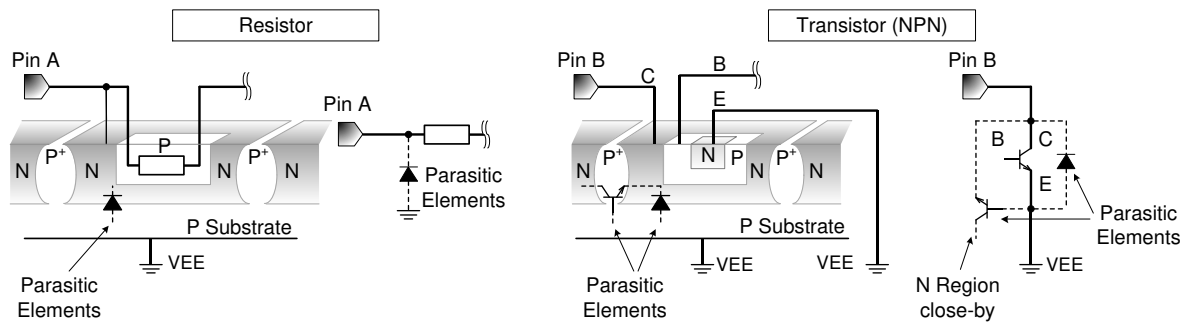 Resistor
Pin A
P
N
P+
N
N
P+
N
Parasitic
Elements
P Substrate
VEE
Pin A
Parasitic
Elements
Transistor (NPN)
Pin B
C
B
E
N
P+
N
N
P
N
P+
N
P Substrate
Parasitic
Elements
VEE
VEE
Pin B
B
C
E
Parasitic
Elements
N Region
close-by
VEE